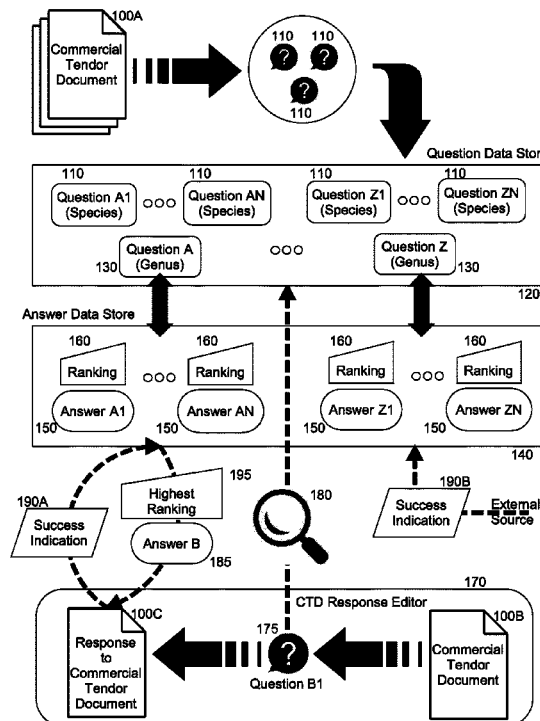 100A
Commercial
Tendor
Document
110 110
110
Question Data Store
110 110 110 110
Question A1
(Species)
Question AN
(Species)
Question Z1
(Species)
Question ZN
(Species)
Question A
(Genus)
130
Question Z
(Genus)
130
120
Answer Data Store
160 160 160 160
Ranking Ranking Ranking Ranking
Answer A1 Answer AN Answer Z1 Answer ZN
150 150 150 150
140
190A
Success
Indication
195
Highest
Ranking
Answer B
185
180
190B
Success
Indication
External
Source
170
CTD Response Editor
100C
Response
to
Commercial
Tendor
Document
175
?
Question B1
100B
Commercial
Tendor
Document